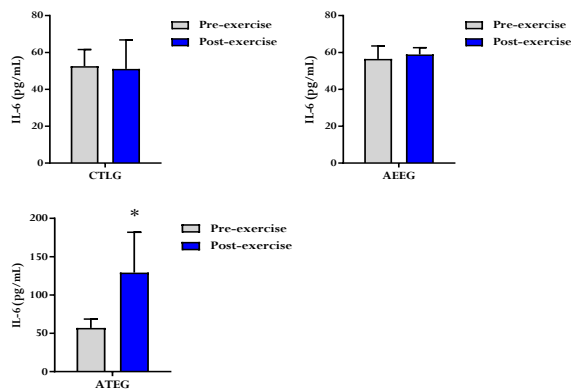 80
60
40
20
0
IL-6 (pg/mL)
CTLG
Pre-exercise
Post-exercise
80
60
40
20
0
IL-6 (pg/mL)
AEEG
Pre-exercise
Post-exercise
200
150
100
50
0
IL-6 (pg/mL)
*
ATEG
Pre-exercise
Post-exercise